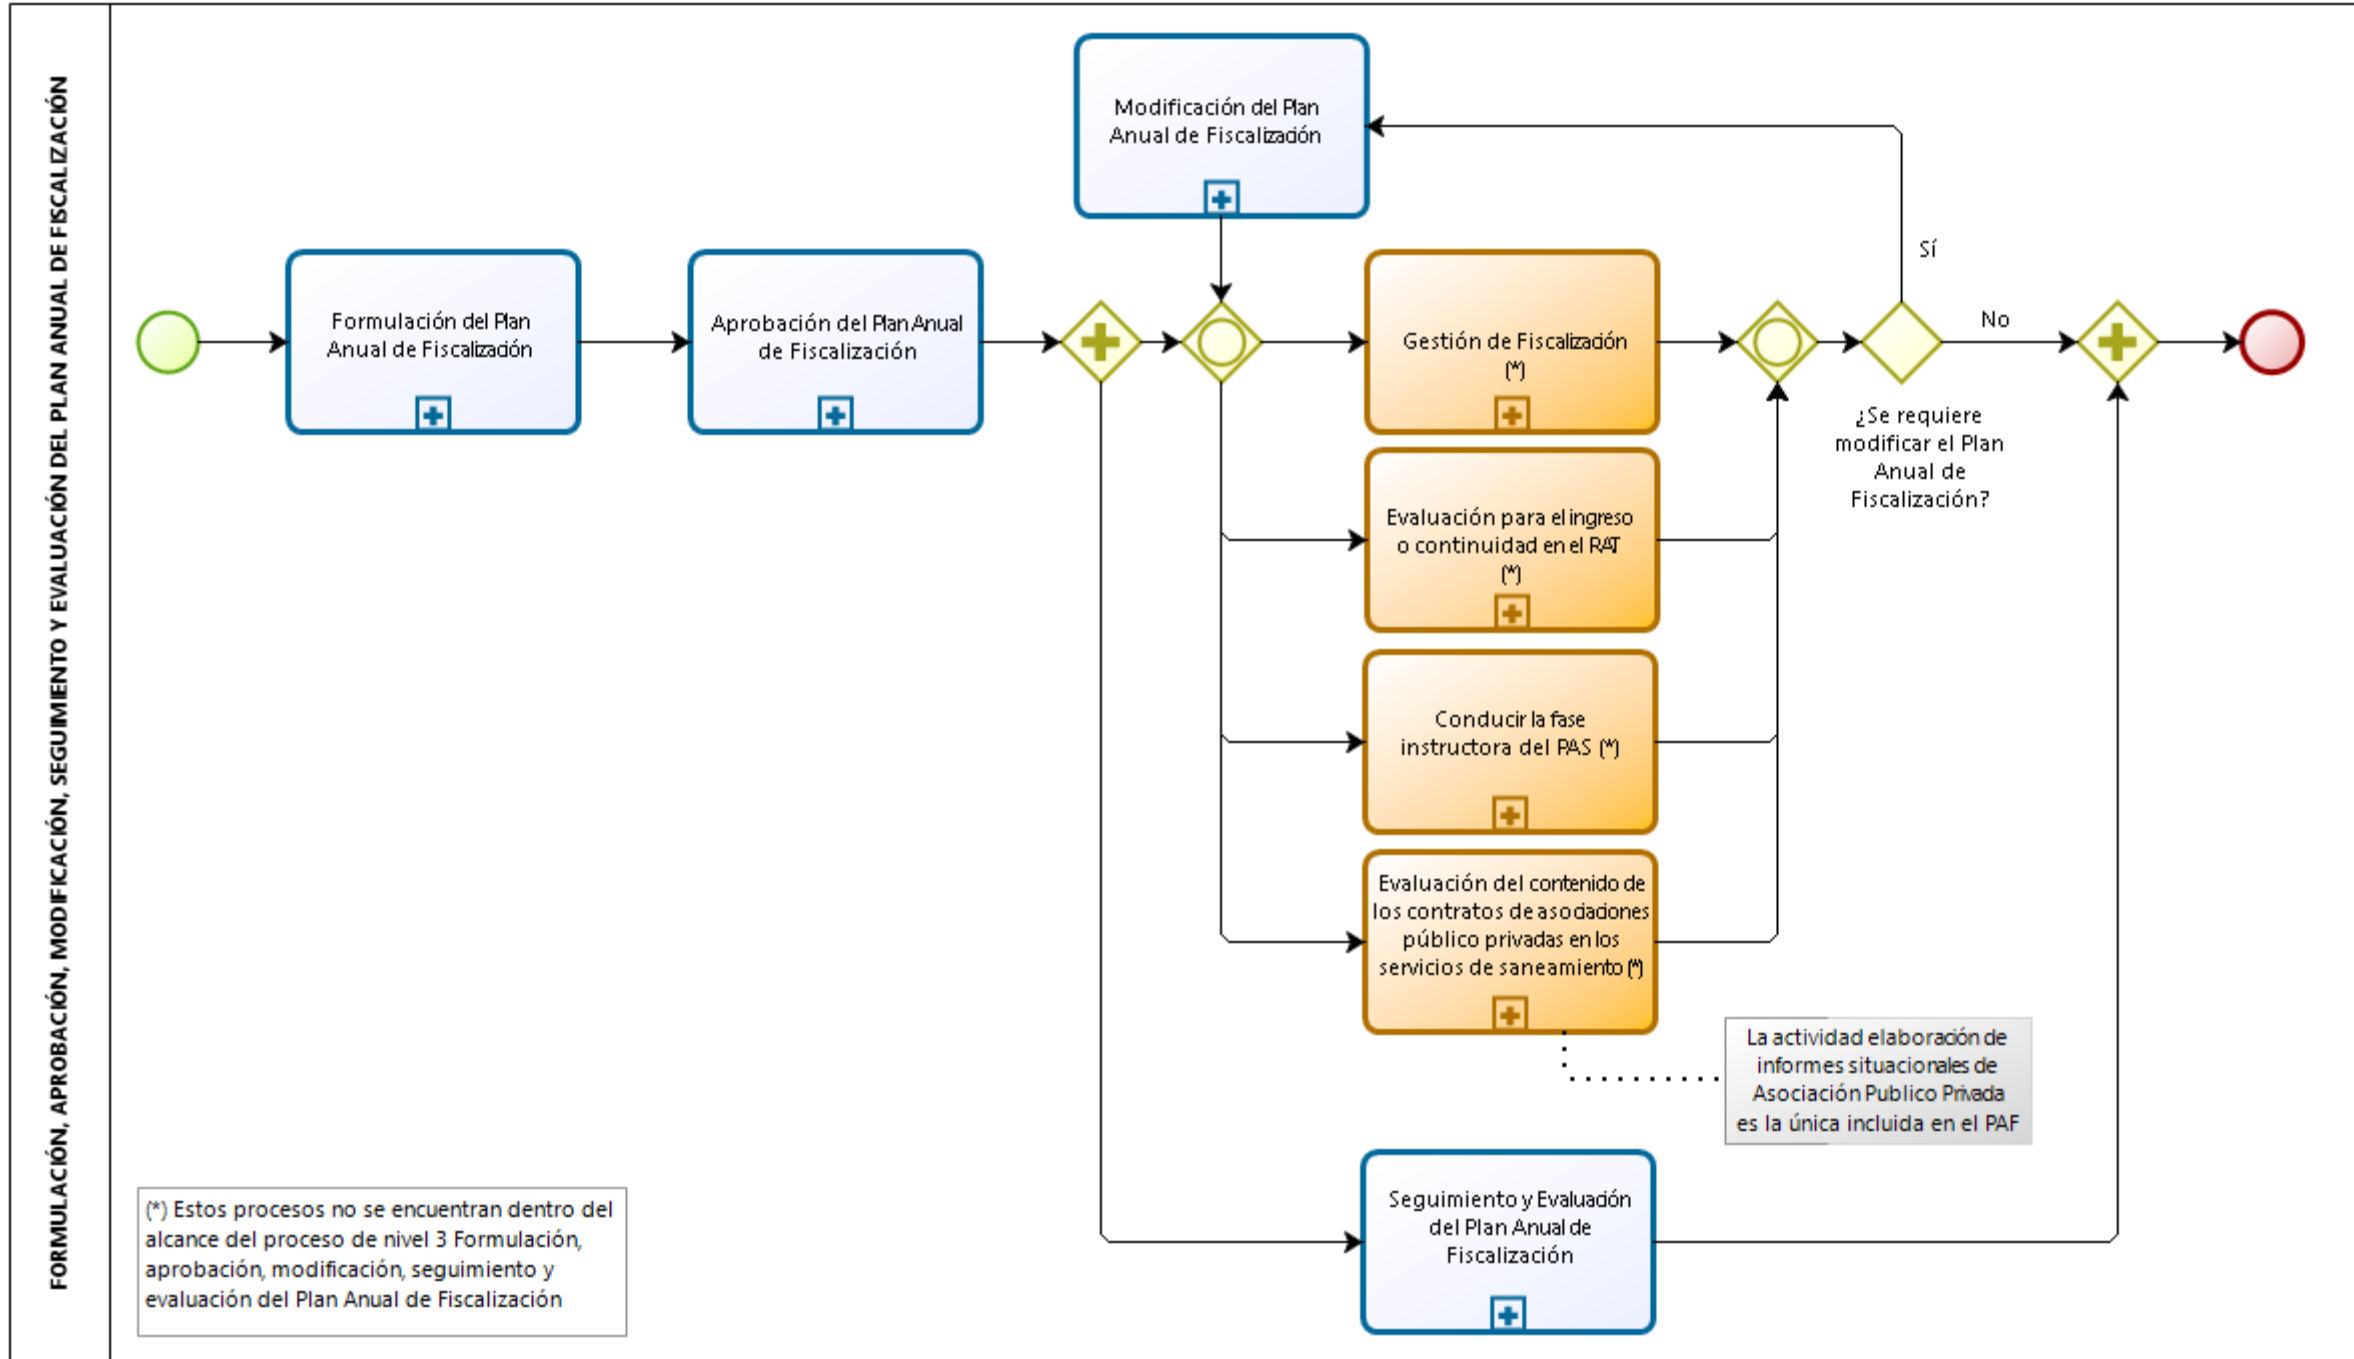 FORMULACIÓN, APROBACIÓN, MODIFICACIÓN, SEGUIMIENTO Y EVALUACIÓN DEL PLAN ANUAL DE FISCALIZACIÓN
Modificación del Plan
Anual de Fiscalización
Formulación del Plan
Anual de Fiscalización
Aprobación del Plan Anual
de Fiscalización
Gestión de Fiscalización
(*)
Sí
No
¿Se requiere
modificar el Plan
Anual de
Fiscalización?
Evaluación para el ingreso
o continuidad en el RAT
(*)
Conducir la fase
instructora del PAS (*)
Evaluación del contenido de
los contratos de asociaciones
público privadas en los
servicios de saneamiento (*)
La actividad elaboración de
informes situacionales de
Asociación Publico Privada
es la única incluida en el PAF
Seguimiento y Evaluación
del Plan Anual de
Fiscalización
(*) Estos procesos no se encuentran dentro del
alcance del proceso de nivel 3 Formulación,
aprobación, modificación, seguimiento y
evaluación del Plan Anual de Fiscalización